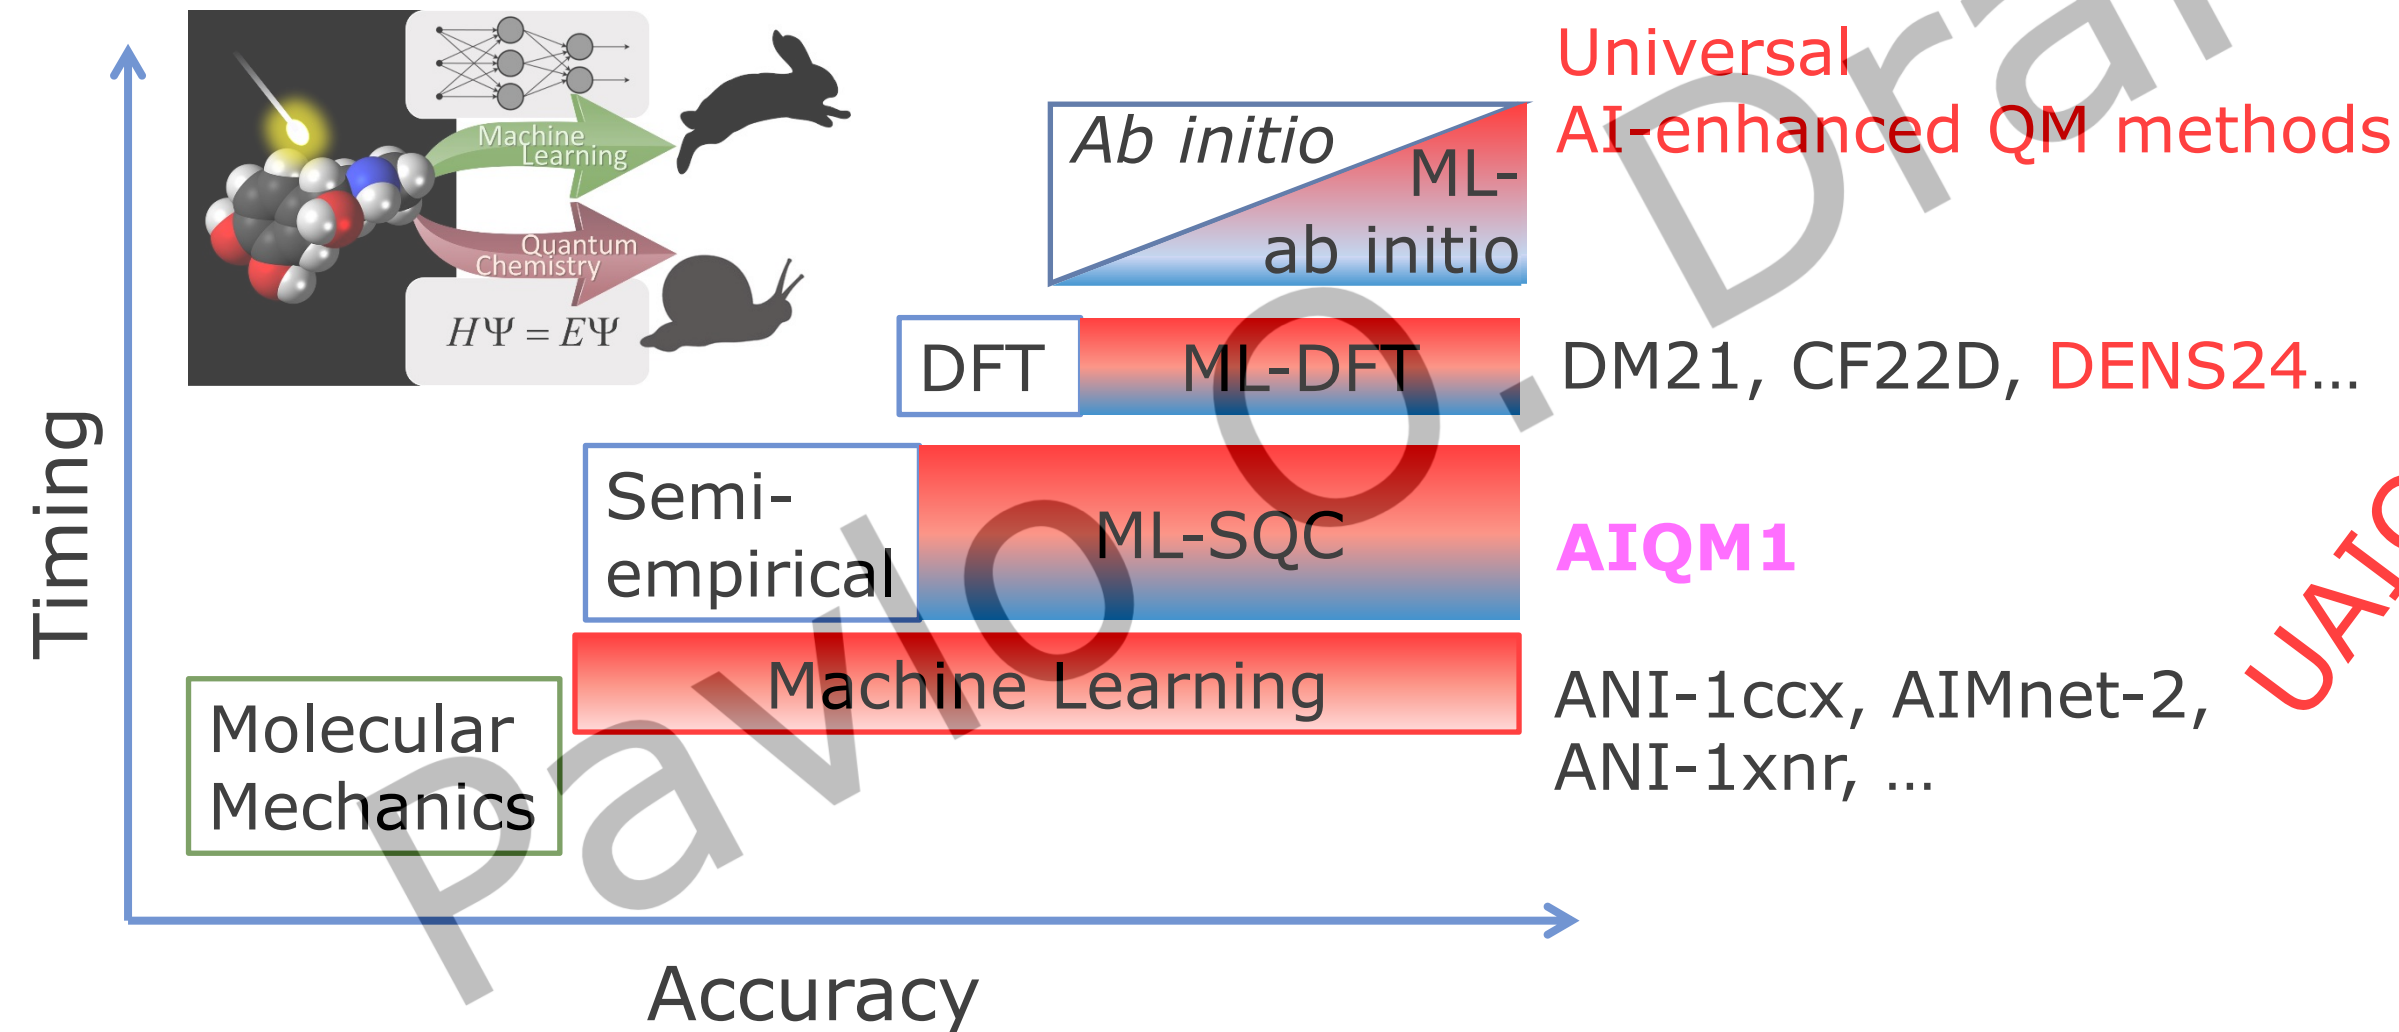 Machine
Learning
Quantum
Chemistry
HΨ = EΨ
Universal
AI-enhanced QM methods
Ab initio
ML-
ab initio
DFT
ML-DFT
DM21, CF22D, DENS24…
Semi-
empirical
ML-SQC
AIQM1
Machine Learning
ANI-1ccx, AIMnet-2,
ANI-1xnr, …
Molecular
Mechanics
Timing
Accuracy
Pavlo O. Dra